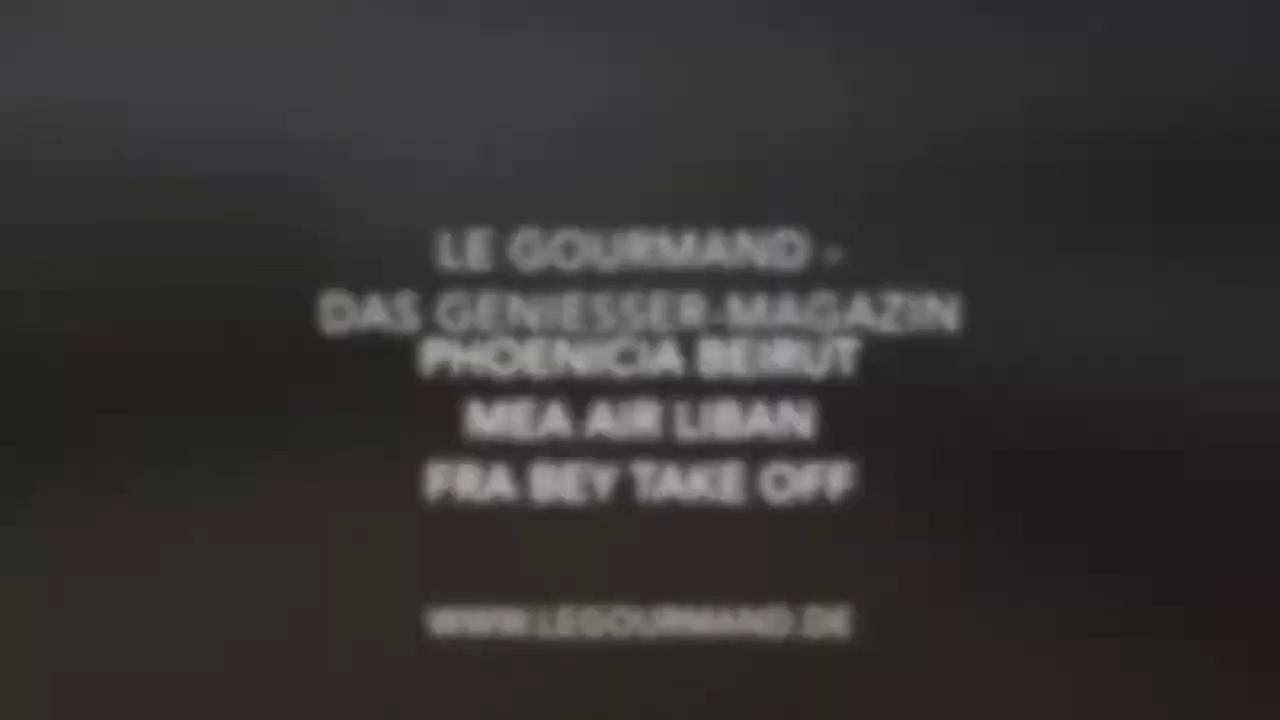 LE GOURMAND -
DAS GENIESSER-MAGAZIN
PHOENICIA BEIRUT
MEA AIR LIBAN
FRA BEY TAKE OFF
WWW.LEGOURMAND.DE